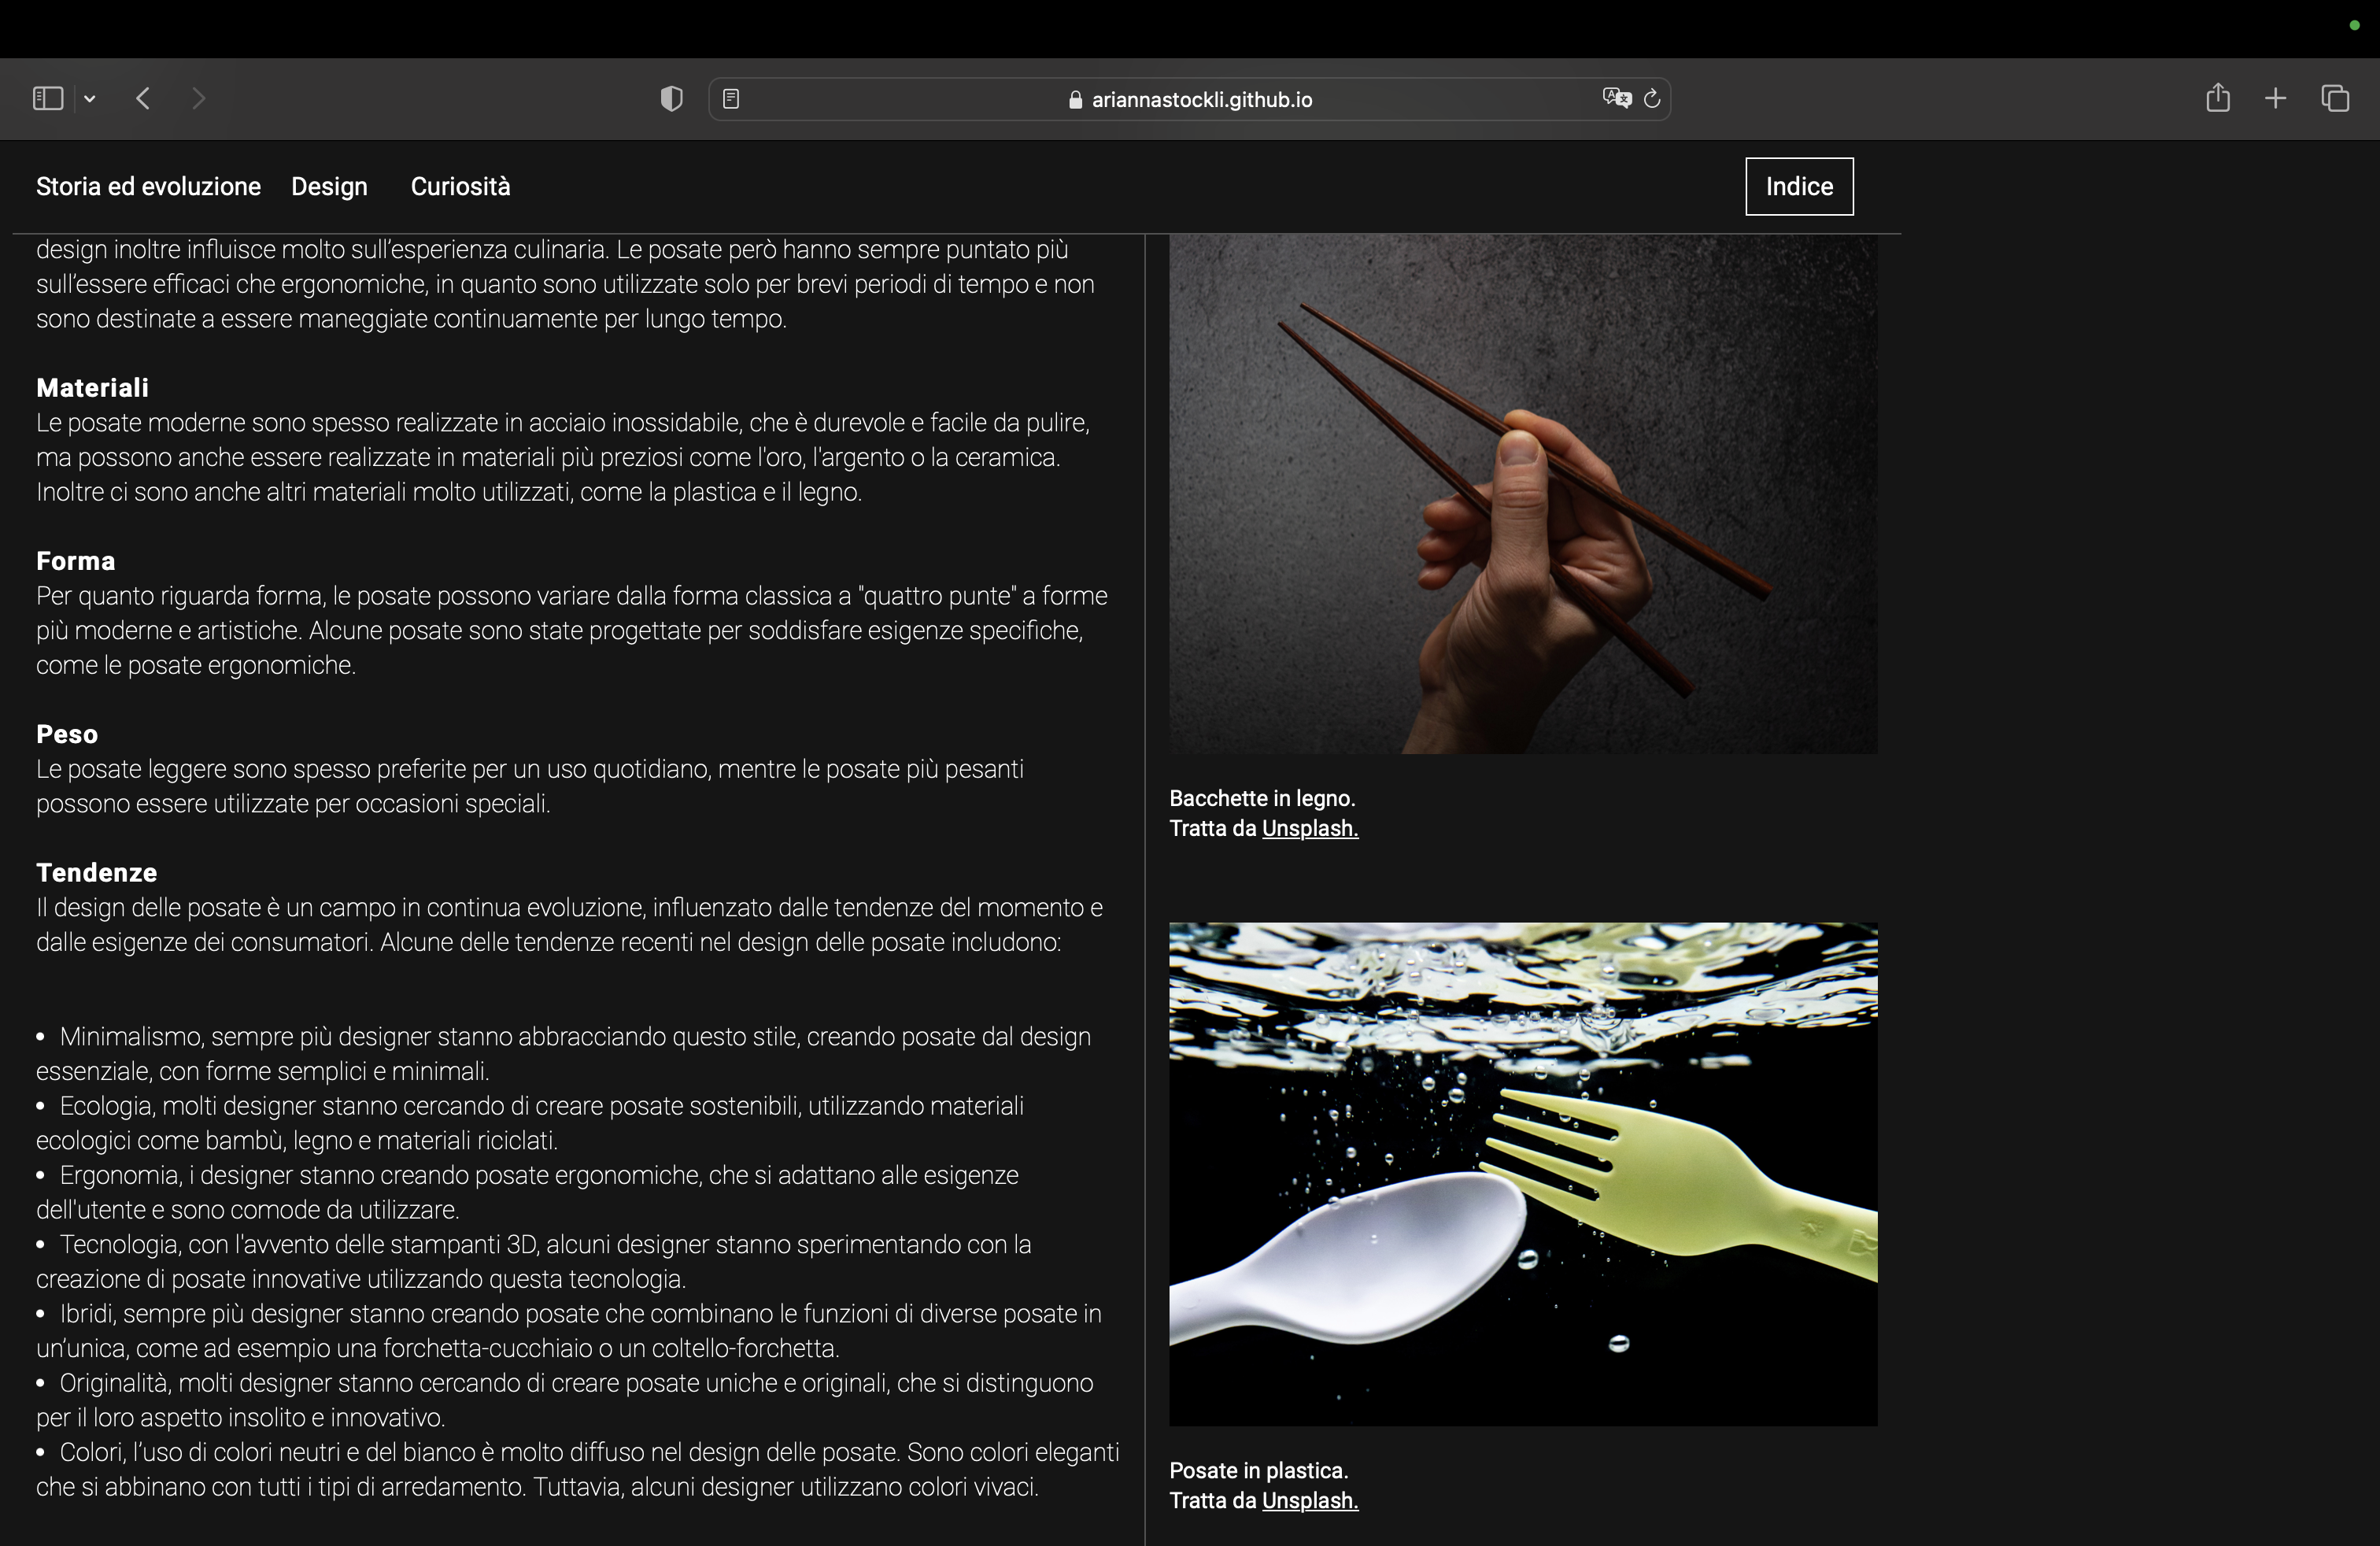 ariannastockli.github.io
Storia ed evoluzione
Design
Curiosità
Indice
design inoltre influisce molto sull’esperienza culinaria. Le posate però hanno sempre puntato più
sull’essere efficaci che ergonomiche, in quanto sono utilizzate solo per brevi periodi di tempo e non
sono destinate a essere maneggiate continuamente per lungo tempo.
Materiali
Le posate moderne sono spesso realizzate in acciaio inossidabile, che è durevole e facile da pulire,
ma possono anche essere realizzate in materiali più preziosi come l'oro, l'argento o la ceramica.
Inoltre ci sono anche altri materiali molto utilizzati, come la plastica e il legno.
Forma
Per quanto riguarda forma, le posate possono variare dalla forma classica a "quattro punte" a forme
più moderne e artistiche. Alcune posate sono state progettate per soddisfare esigenze specifiche,
come le posate ergonomiche.
Peso
Le posate leggere sono spesso preferite per un uso quotidiano, mentre le posate più pesanti
possono essere utilizzate per occasioni speciali.
Tendenze
Il design delle posate è un campo in continua evoluzione, influenzato dalle tendenze del momento e
dalle esigenze dei consumatori. Alcune delle tendenze recenti nel design delle posate includono:
• Minimalismo, sempre più designer stanno abbracciando questo stile, creando posate dal design
essenziale, con forme semplici e minimali.
• Ecologia, molti designer stanno cercando di creare posate sostenibili, utilizzando materiali
ecologici come bambù, legno e materiali riciclati.
• Ergonomia, i designer stanno creando posate ergonomiche, che si adattano alle esigenze
dell'utente e sono comode da utilizzare.
• Tecnologia, con l'avvento delle stampanti 3D, alcuni designer stanno sperimentando con la
creazione di posate innovative utilizzando questa tecnologia.
• Ibridi, sempre più designer stanno creando posate che combinano le funzioni di diverse posate in
un’unica, come ad esempio una forchetta-cucchiaio o un coltello-forchetta.
• Originalità, molti designer stanno cercando di creare posate uniche e originali, che si distinguono
per il loro aspetto insolito e innovativo.
• Colori, l’uso di colori neutri e del bianco è molto diffuso nel design delle posate. Sono colori eleganti
che si abbinano con tutti i tipi di arredamento. Tuttavia, alcuni designer utilizzano colori vivaci.
Bacchette in legno.
Tratta da Unsplash.
Posate in plastica.
Tratta da Unsplash.